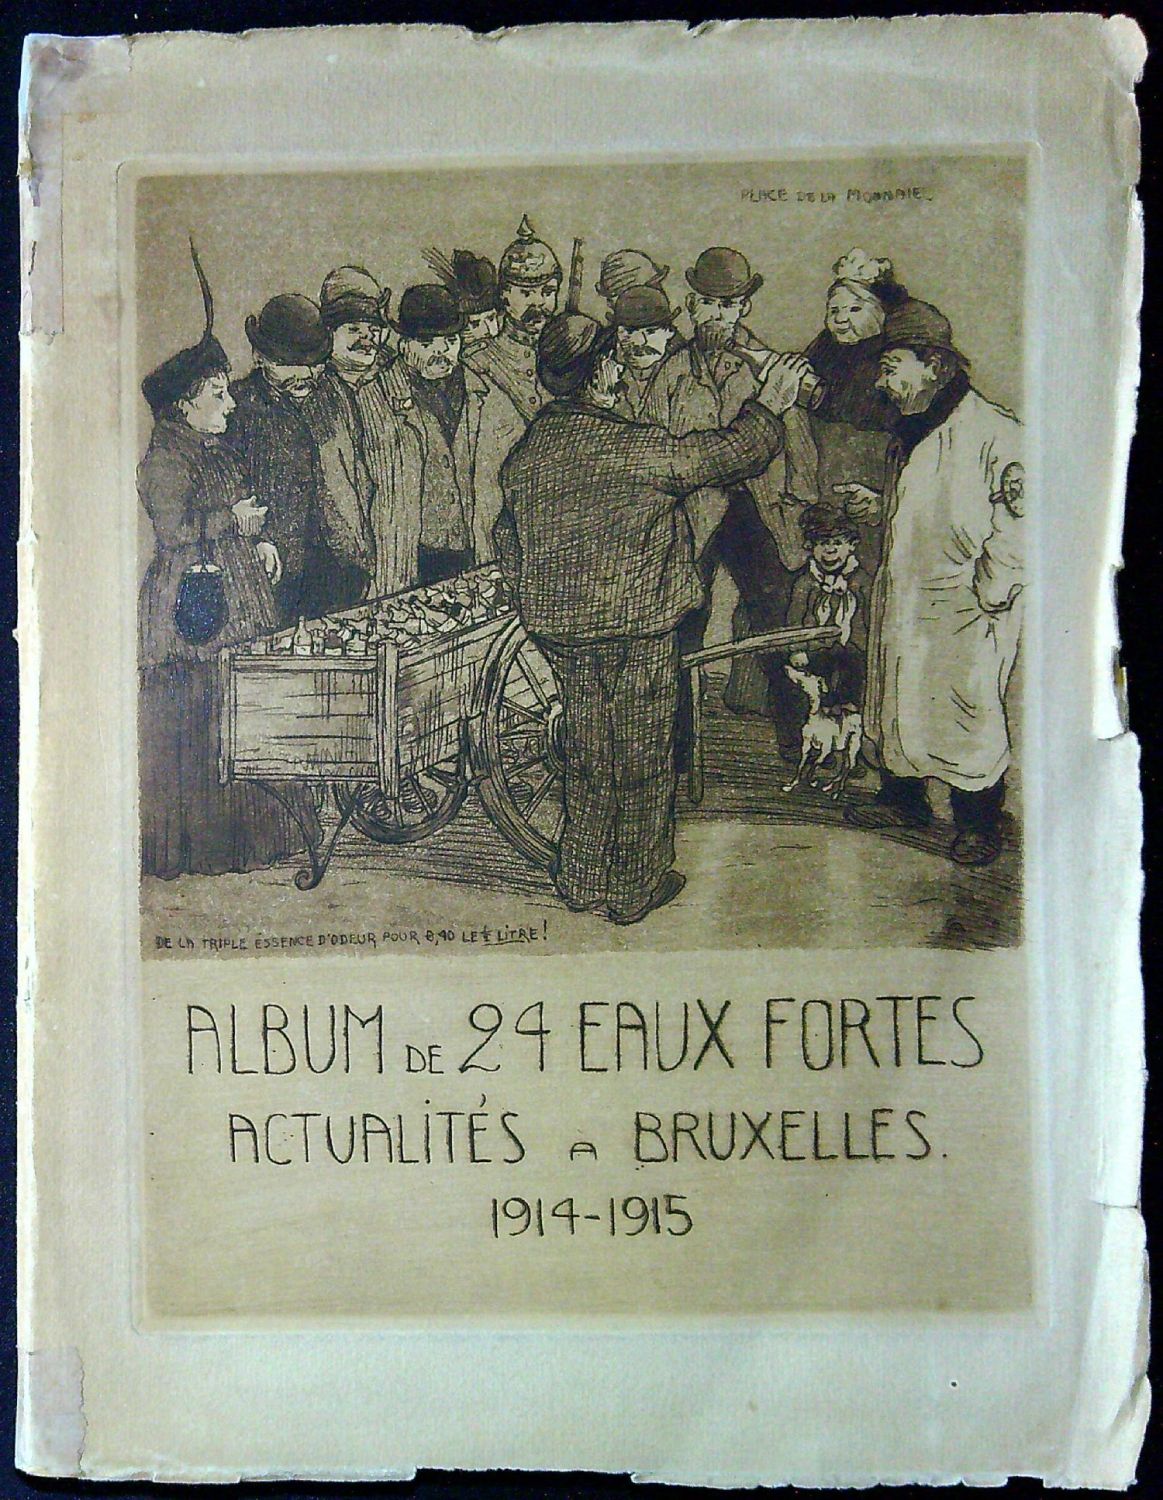 PLACE DE LA MONNAIE.
DE LA TRIPLE ESSENCE D'ODEUR POUR 0,40 LE ½ LITRE!
ALBUM DE 24 EAUX FORTES
ACTUALITÉS A BRUXELLES.
1914-1915